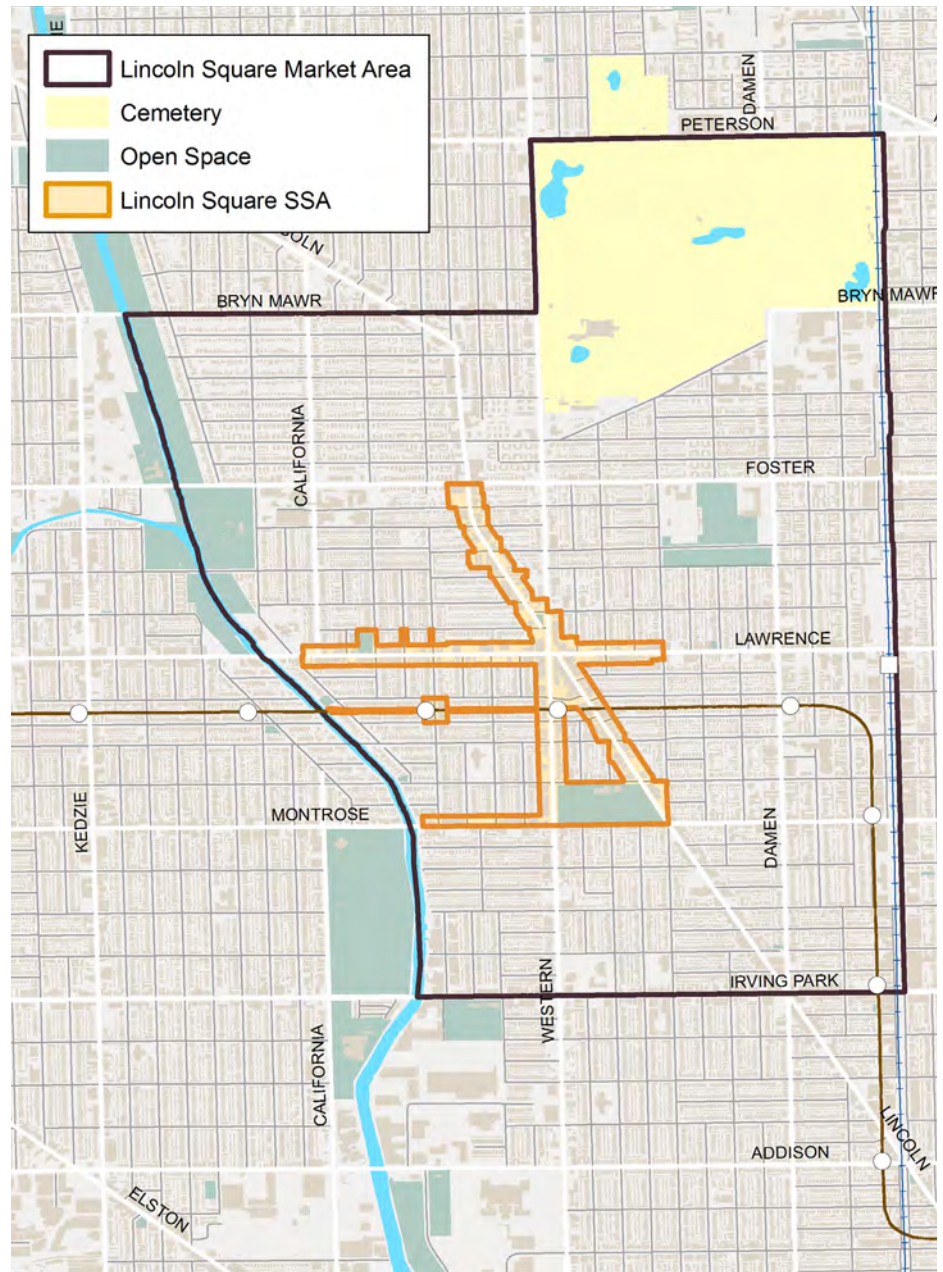 Lincoln Square Market Area
Cemetery
Open Space
Lincoln Square SSA
DAMEN
PETERSON
BRYN MAWR
BRYN MAWR
CALIFORNIA
FOSTER
LAWRENCE
MONTROSE
KEDZIE
DAMEN
WESTERN
IRVING PARK
CALIFORNIA
LINCOLN
ADDISON
ELSTON